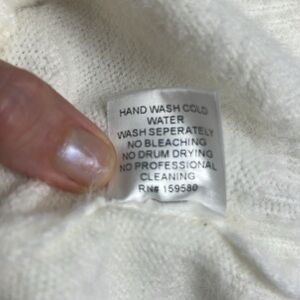 HAND WASH COLD
WATER
WASH SEPERATELY
NO BLEACHING
NO DRUM DRYING
NO PROFESSIONAL
CLEANING
RN# 159580